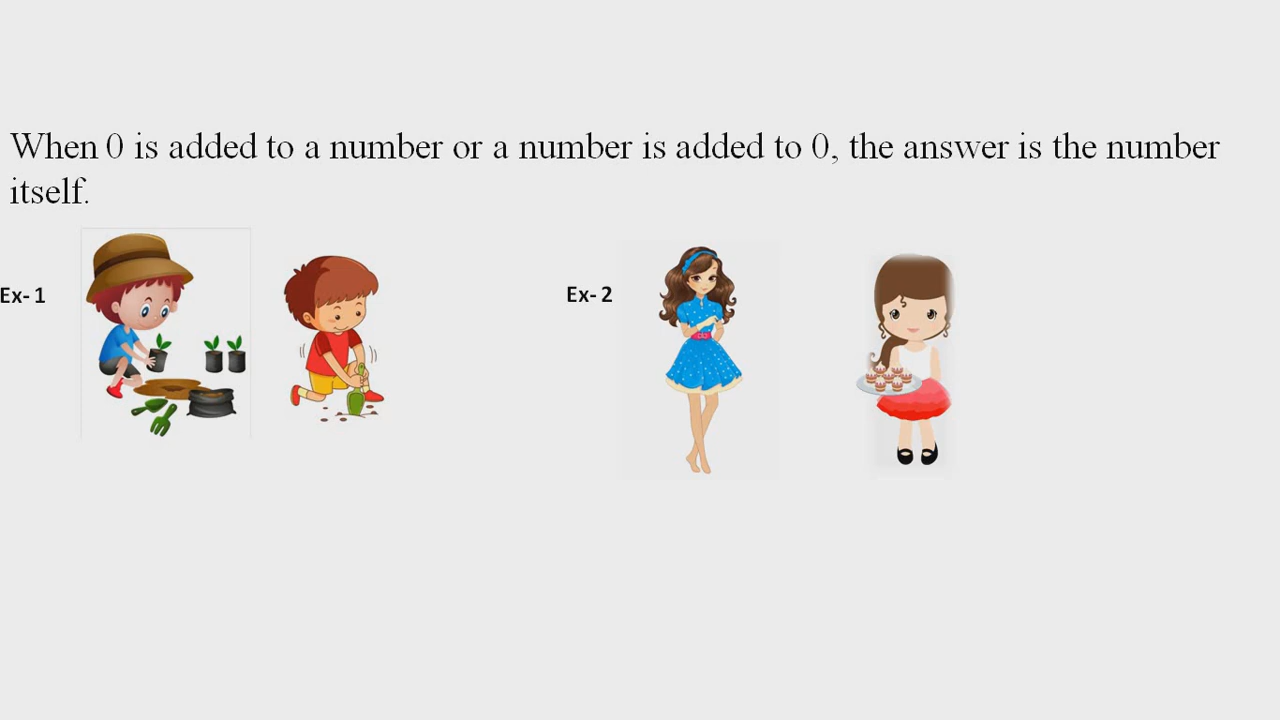 When 0 is added to a number or a number is added to 0, the answer is the number
itself.
Ex- 1
Ex- 2